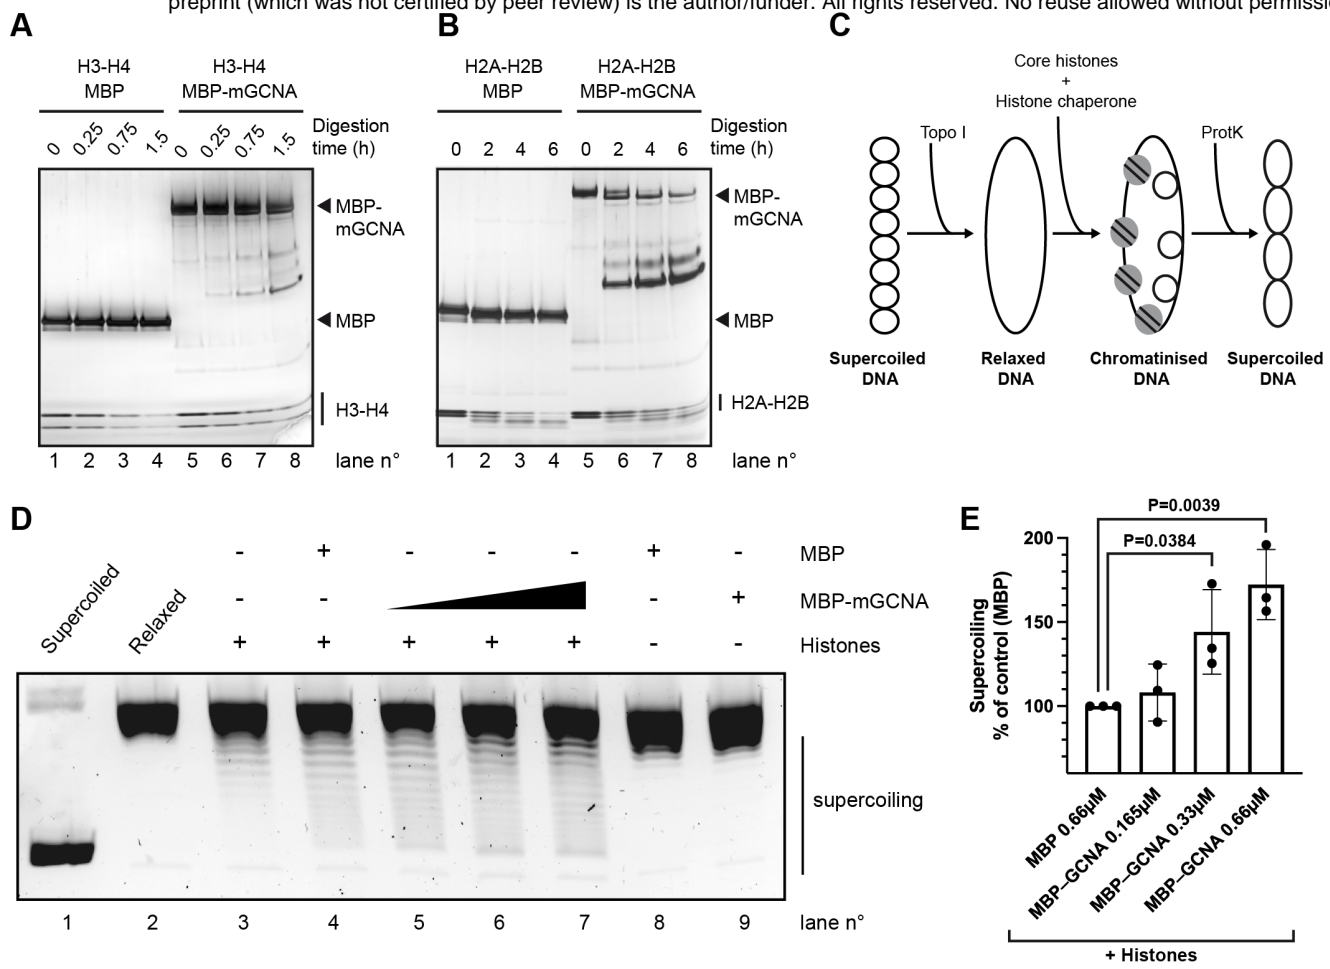 preprint (which was not certified by peer review) is the author/funder. All rights reserved. No reuse allowed without
A
H3-H4
MBP
H3-H4
MBP-mGCNA
0 0.25 0.75 1.5 0 0.25 0.75 1.5
Digestion
time (h)
MBP-
mGCNA
MBP
H3-H4
1 2 3 4 5 6 7 8 lane n°
B
H2A-H2B
MBP
H2A-H2B
MBP-mGCNA
0 2 4 6 0 2 4 6
Digestion
time (h)
MBP-
mGCNA
MBP
H2A-H2B
1 2 3 4 5 6 7 8 lane n°
C
Core histones
+
Histone chaperone
Topo I
ProtK
Supercoiled
DNA
Relaxed
DNA
Chromatinised
DNA
Supercoiled
DNA
D
Supercoiled
Relaxed
- + - - - + - MBP
- - - + MBP-mGCNA
+ + + + + - - Histones
supercoiling
1 2 3 4 5 6 7 8 9 lane n°
E
P=0.0039
P=0.0384
Supercoiling
% of control (MBP)
200
150
100
MBP 0.66µM
MBP–GCNA 0.165µM
MBP–GCNA 0.33µM
MBP–GCNA 0.66µM
+ Histones